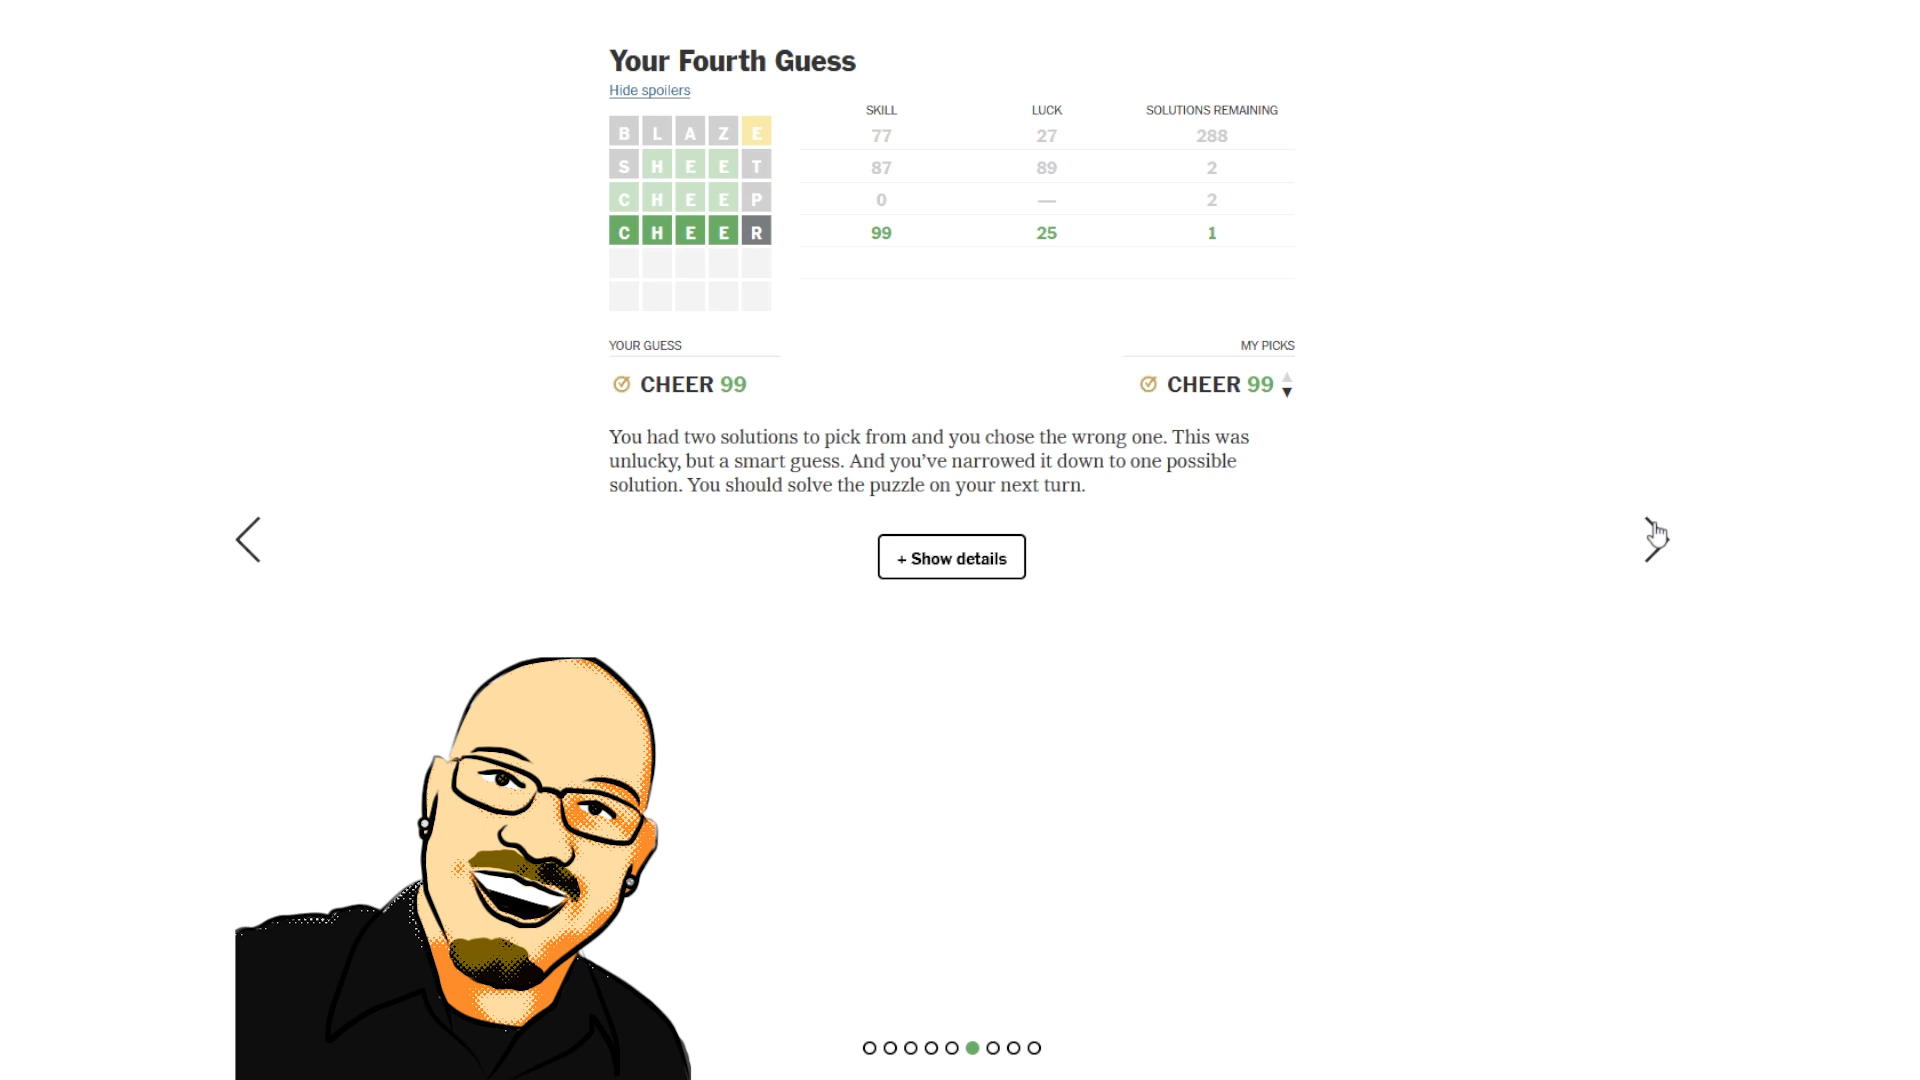 Your Fourth Guess
Hide spoilers
SKILL LUCK SOLUTIONS REMAINING
B L A Z E 77 27 288
S H E E T 87 89 2
C H E E P 0 — 2
C H E E R 99 25 1
YOUR GUESS MY PICKS
CHEER 99 CHEER 99
You had two solutions to pick from and you chose the wrong one. This was
unlucky, but a smart guess. And you’ve narrowed it down to one possible
solution. You should solve the puzzle on your next turn.
+ Show details